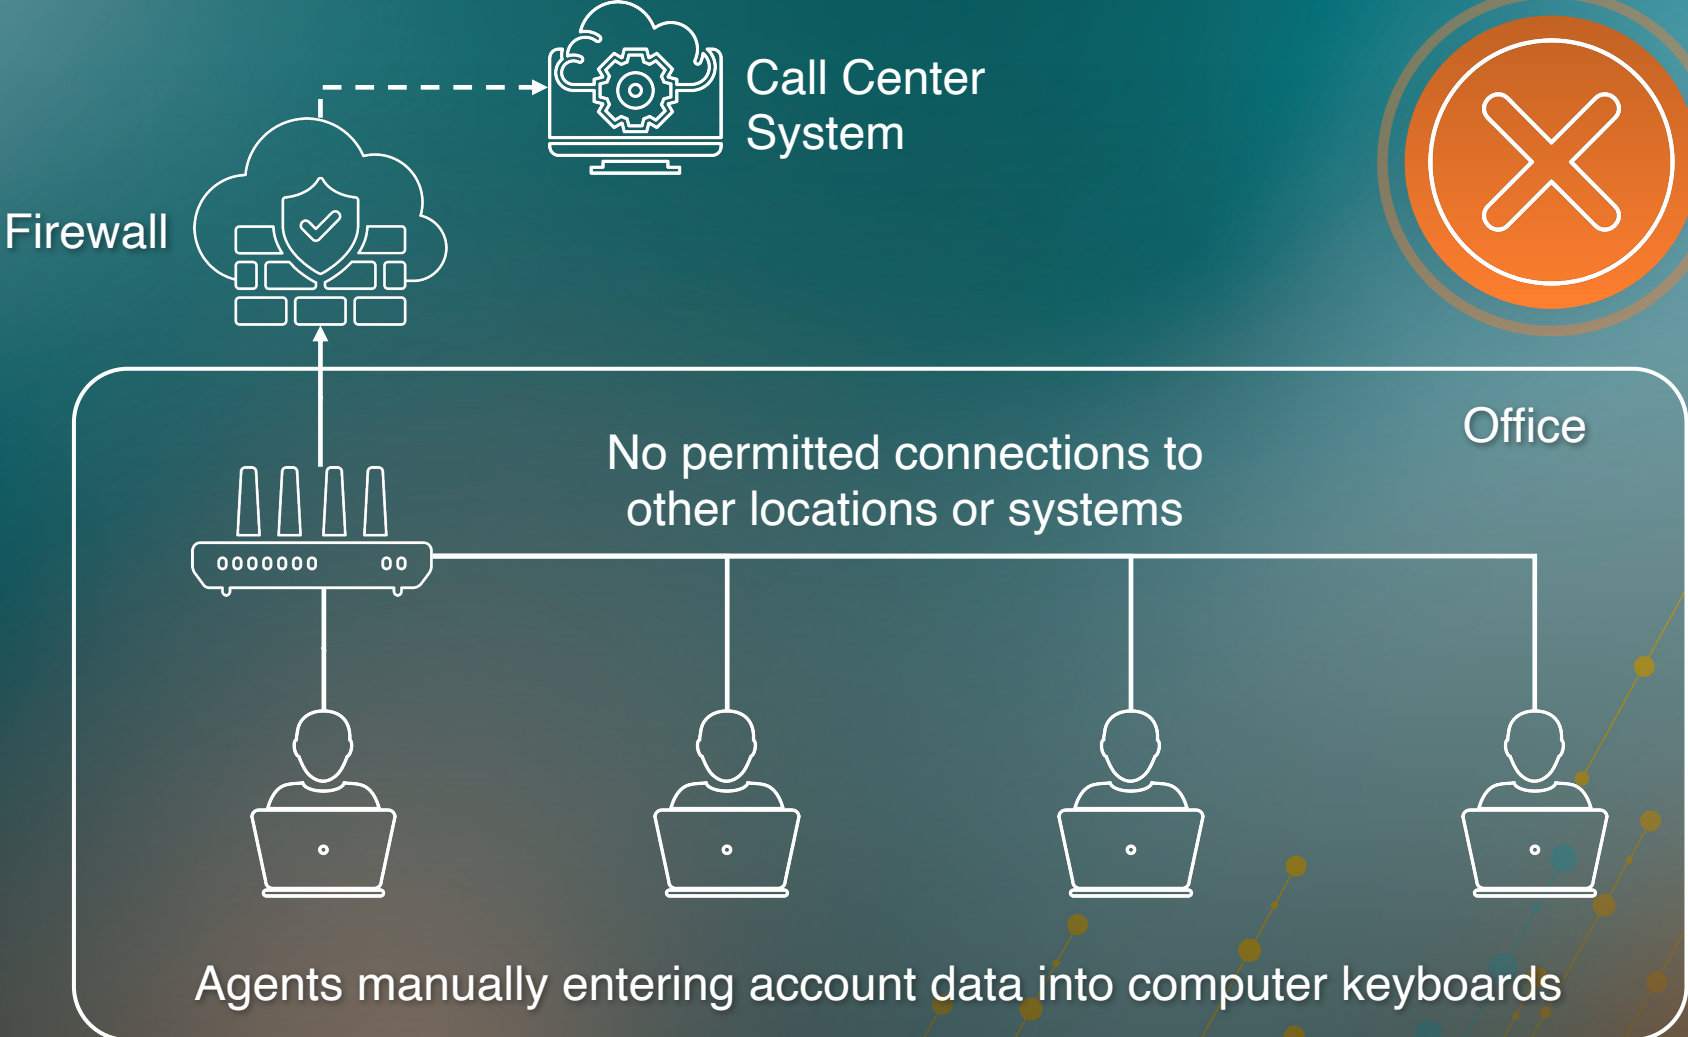 Call Center
System
Firewall
Office
No permitted connections to
other locations or systems
Agents manually entering account data into computer keyboards